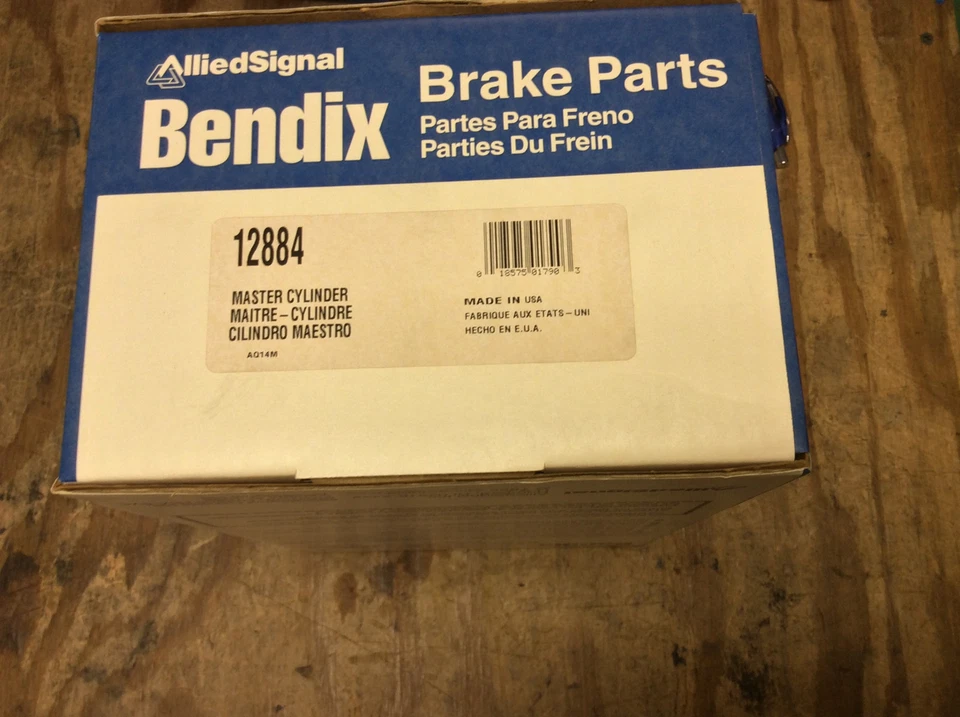 AlliedSignal
Bendix
Brake Parts
Partes Para Freno
Parties Du Frein
12884
MASTER CYLINDER
MAITRE-CYLINDRE
CILINDRO MAESTRO
AQ14M
0 18575 01790 3
MADE IN USA
FABRIQUE AUX ETATS-UNI
HECHO EN E.U.A.